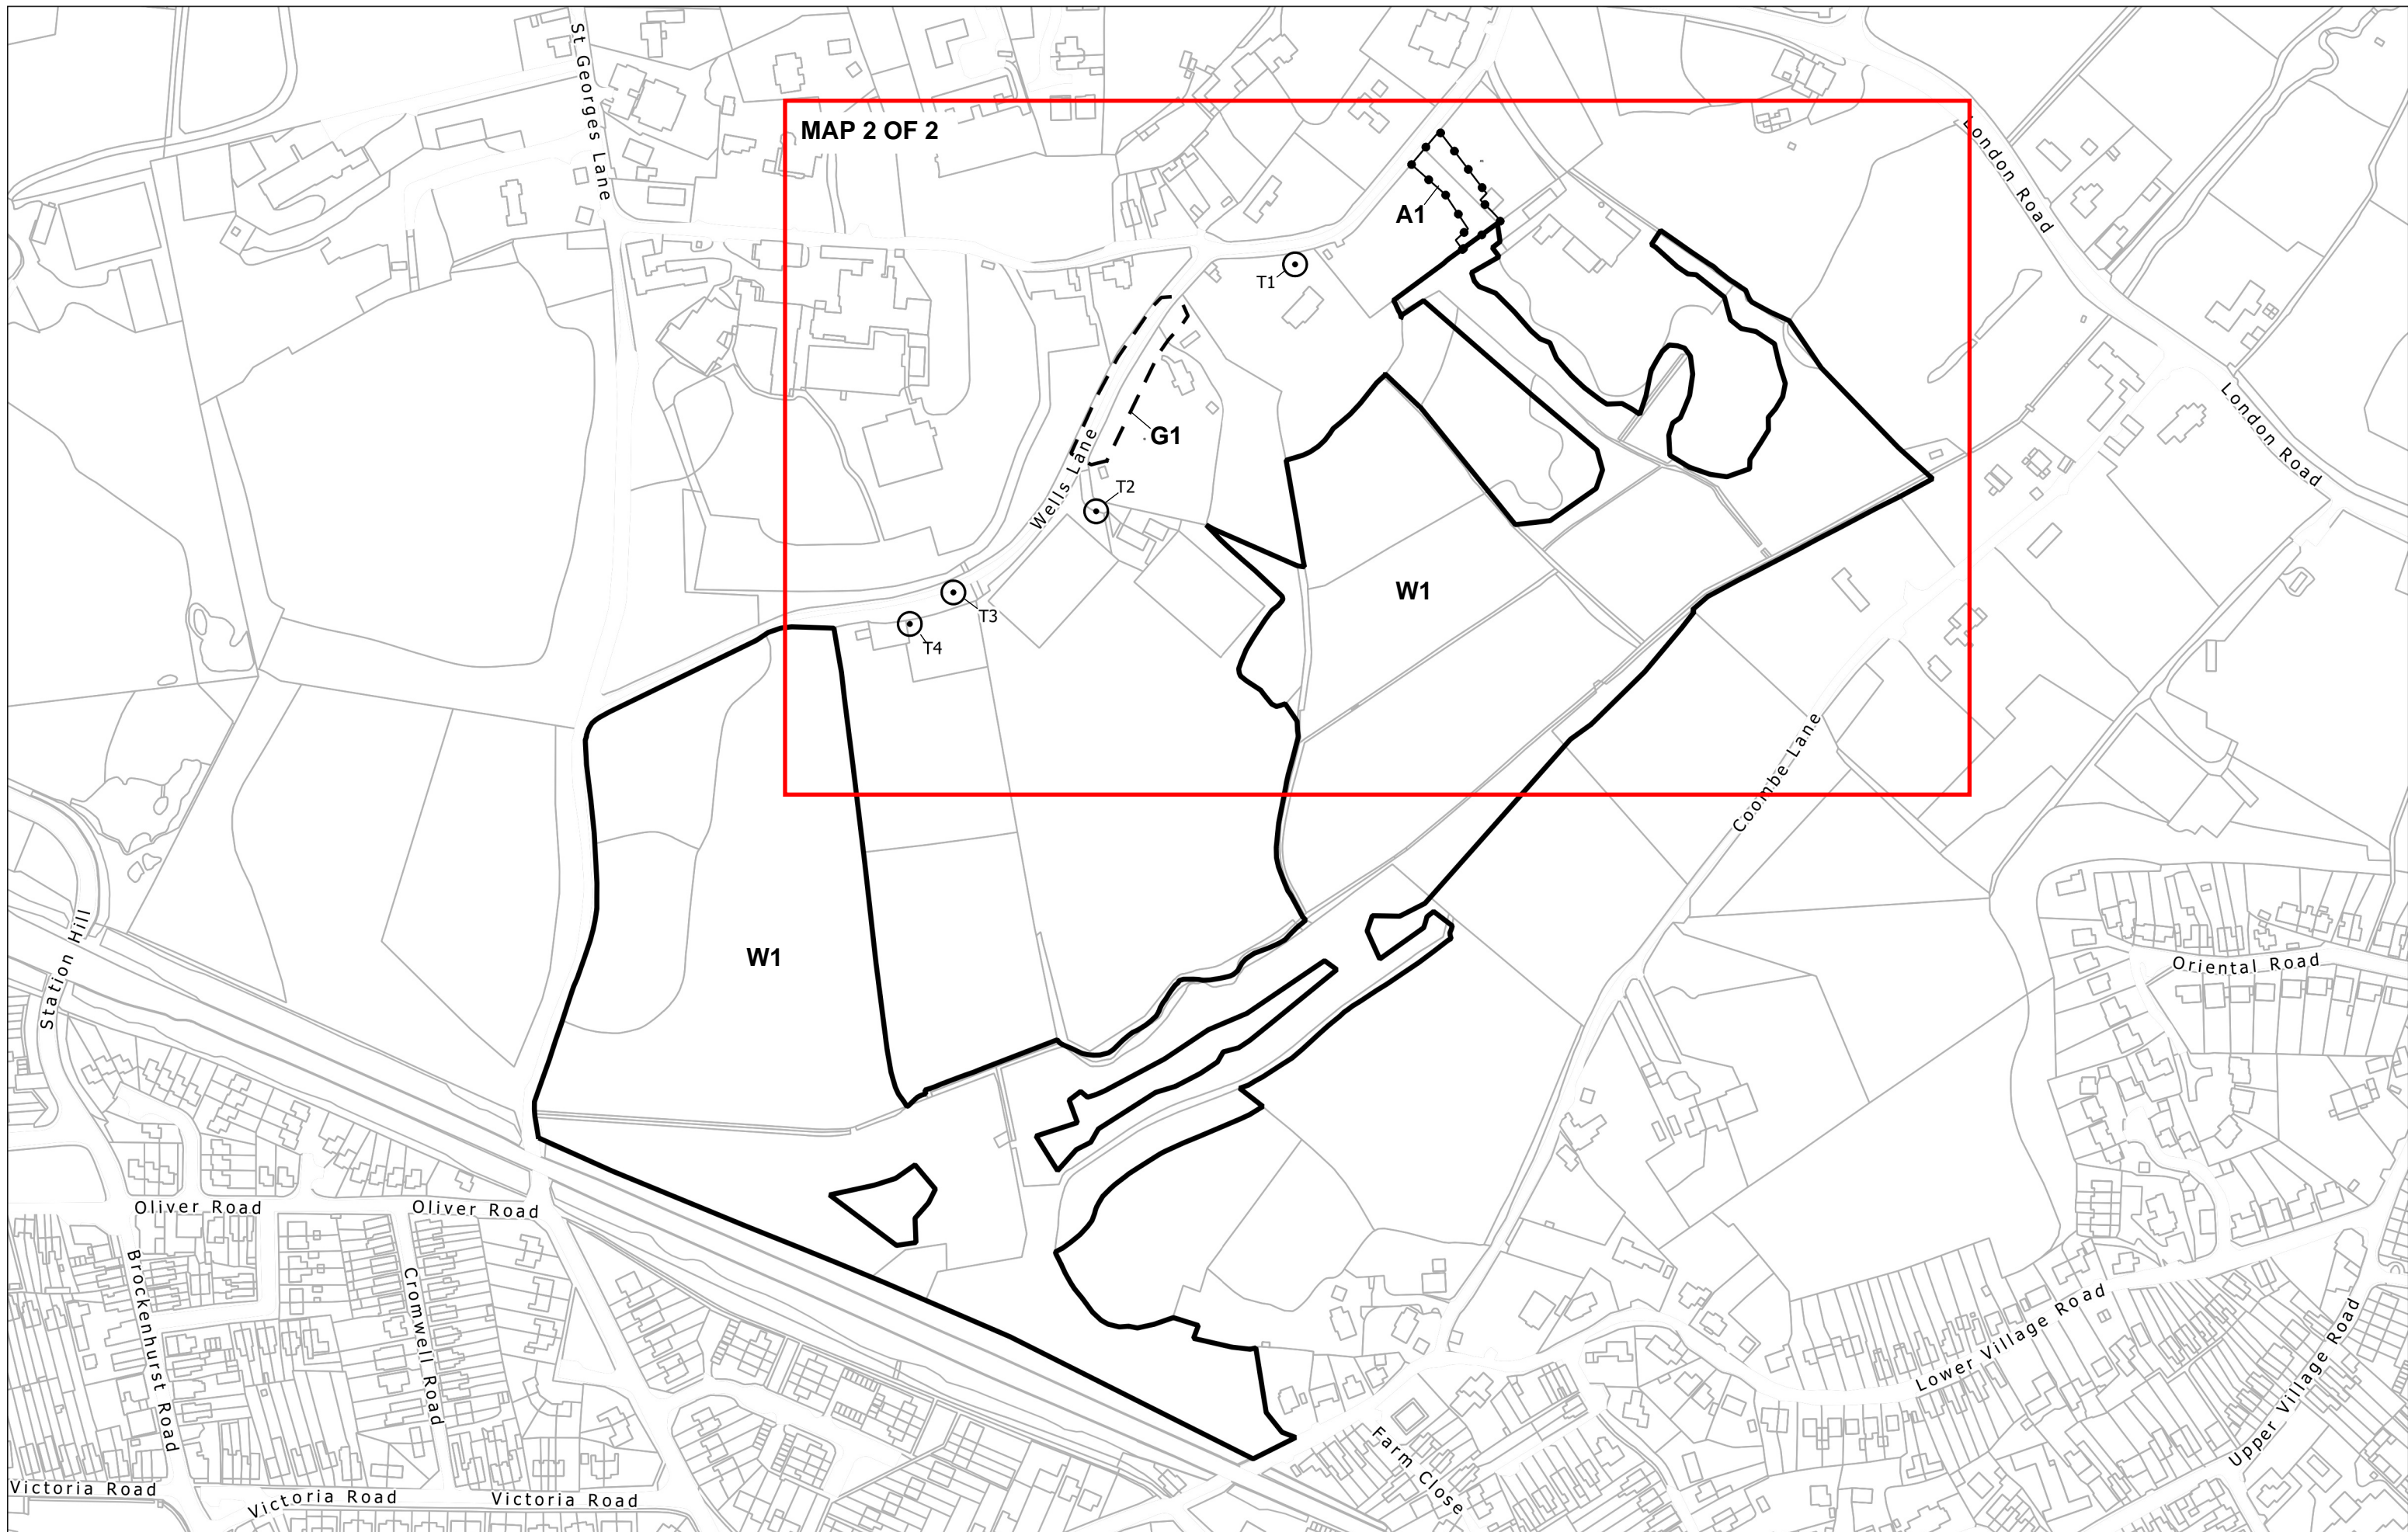 St Georges Lane
MAP 2 OF 2
London Road
A1
T1
London Road
G1
Wells Lane
T2
W1
T3
T4
Coombe Lane
Station Hill
W1
Oriental Road
Oliver Road
Oliver Road
Brockenhurst Road
Cromwell Road
Lower Village Road
Upper Village Road
Farm Close
Victoria Road
Victoria Road
Victoria Road